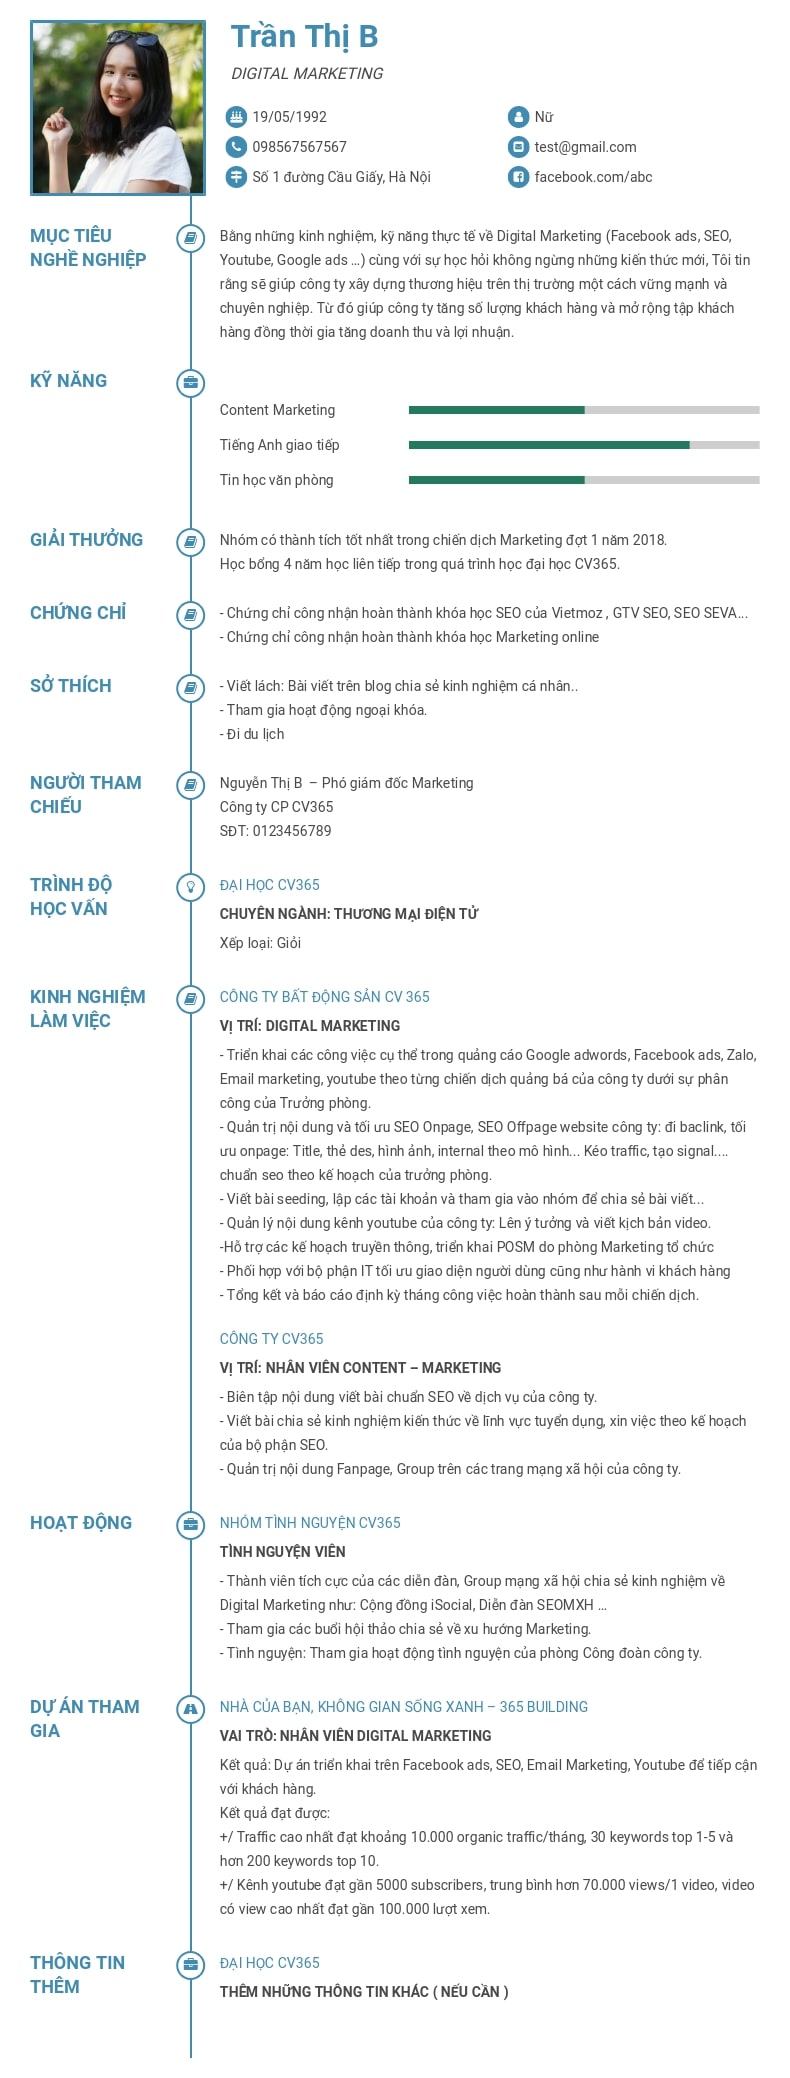 Trần Thị B
DIGITAL MARKETING
19/05/1992
Nữ
098567567567
test@gmail.com
Số 1 đường Cầu Giấy, Hà Nội
facebook.com/abc
MỤC TIÊU
NGHỀ NGHIỆP
Bằng những kinh nghiệm, kỹ năng thực tế về Digital Marketing (Facebook ads, SEO,
Youtube, Google ads ...) cùng với sự học hỏi không ngừng những kiến thức mới, Tôi tin
rằng sẽ giúp công ty xây dựng thương hiệu trên thị trường một cách vững mạnh và
chuyên nghiệp. Từ đó giúp công ty tăng số lượng khách hàng và mở rộng tập khách
hàng đồng thời gia tăng doanh thu và lợi nhuận.
KỸ NĂNG
Content Marketing
Tiếng Anh giao tiếp
Tin học văn phòng
GIẢI THƯỞNG
Nhóm có thành tích tốt nhất trong chiến dịch Marketing đợt 1 năm 2018.
Học bổng 4 năm học liên tiếp trong quá trình học đại học CV365.
CHỨNG CHỈ
- Chứng chỉ công nhận hoàn thành khóa học SEO của Vietmoz , GTV SEO, SEO SEVA...
- Chứng chỉ công nhận hoàn thành khóa học Marketing online
SỞ THÍCH
- Viết lách: Bài viết trên blog chia sẻ kinh nghiệm cá nhân..
- Tham gia hoạt động ngoại khóa.
- Đi du lịch
NGƯỜI THAM
CHIẾU
Nguyễn Thị B – Phó giám đốc Marketing
Công ty CP CV365
SĐT: 0123456789
TRÌNH ĐỘ
HỌC VẤN
ĐẠI HỌC CV365
CHUYÊN NGÀNH: THƯƠNG MẠI ĐIỆN TỬ
Xếp loại: Giỏi
KINH NGHIỆM
LÀM VIỆC
CÔNG TY BẤT ĐỘNG SẢN CV 365
VỊ TRÍ: DIGITAL MARKETING
- Triển khai các công việc cụ thể trong quảng cáo Google adwords, Facebook ads, Zalo,
Email marketing, youtube theo từng chiến dịch quảng bá của công ty dưới sự phân
công của Trưởng phòng.
- Quản trị nội dung và tối ưu SEO Onpage, SEO Offpage website công ty: đi baclink, tối
ưu onpage: Title, thẻ des, hình ảnh, internal theo mô hình... Kéo traffic, tạo signal....
chuẩn seo theo kế hoạch của trưởng phòng.
- Viết bài seeding, lập các tài khoản và tham gia vào nhóm để chia sẻ bài viết...
- Quản lý nội dung kênh youtube của công ty: Lên ý tưởng và viết kịch bản video.
-Hỗ trợ các kế hoạch truyền thông, triển khai POSM do phòng Marketing tổ chức
- Phối hợp với bộ phận IT tối ưu giao diện người dùng cũng như hành vi khách hàng
- Tổng kết và báo cáo định kỳ tháng công việc hoàn thành sau mỗi chiến dịch.
CÔNG TY CV365
VỊ TRÍ: NHÂN VIÊN CONTENT – MARKETING
- Biên tập nội dung viết bài chuẩn SEO về dịch vụ của công ty.
- Viết bài chia sẻ kinh nghiệm kiến thức về lĩnh vực tuyển dụng, xin việc theo kế hoạch
của bộ phận SEO.
- Quản trị nội dung Fanpage, Group trên các trang mạng xã hội của công ty.
HOẠT ĐỘNG
NHÓM TÌNH NGUYỆN CV365
TÌNH NGUYỆN VIÊN
- Thành viên tích cực của các diễn đàn, Group mạng xã hội chia sẻ kinh nghiệm về
Digital Marketing như: Cộng đồng iSocial, Diễn đàn SEOMXH ...
- Tham gia các buổi hội thảo chia sẻ về xu hướng Marketing.
- Tình nguyện: Tham gia hoạt động tình nguyện của phòng Công đoàn công ty.
DỰ ÁN THAM
GIA
NHÀ CỦA BẠN, KHÔNG GIAN SỐNG XANH – 365 BUILDING
VAI TRÒ: NHÂN VIÊN DIGITAL MARKETING
Kết quả: Dự án triển khai trên Facebook ads, SEO, Email Marketing, Youtube để tiếp cận
với khách hàng.
Kết quả đạt được:
+/ Traffic cao nhất đạt khoảng 10.000 organic traffic/tháng, 30 keywords top 1-5 và
hơn 200 keywords top 10.
+/ Kênh youtube đạt gần 5000 subscribers, trung bình hơn 70.000 views/1 video, video
có view cao nhất đạt gần 100.000 lượt xem.
THÔNG TIN
THÊM
ĐẠI HỌC CV365
THÊM NHỮNG THÔNG TIN KHÁC ( NẾU CẦN )